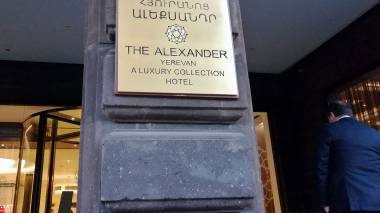 ՀՅՈՒՐԱՆՈՑ
ԱԼԵՔՍԱՆԴՐ
THE ALEXANDER
YEREVAN
A LUXURY COLLECTION
HOTEL